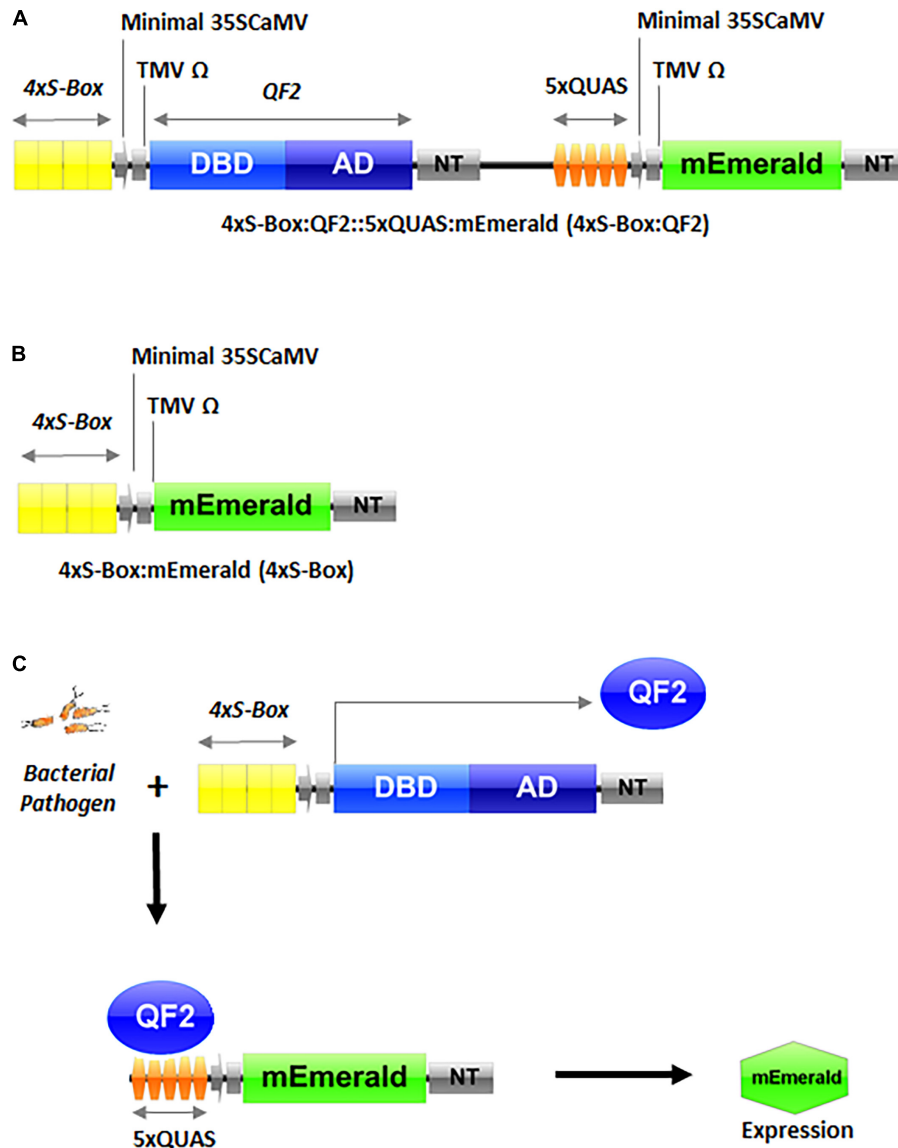 A
Minimal 35SCaMV
Minimal 35SCaMV
TMV Ω
TMV Ω
4xS-Box
QF2
5xQUAS
DBD
AD
NT
mEmerald
NT
4xS-Box:QF2::5xQUAS:mEmerald (4xS-Box:QF2)
B
Minimal 35SCaMV
TMV Ω
4xS-Box
mEmerald
NT
4xS-Box:mEmerald (4xS-Box)
C
QF2
4xS-Box
Bacterial
Pathogen
+
DBD
AD
NT
QF2
mEmerald
NT
mEmerald
5xQUAS
Expression